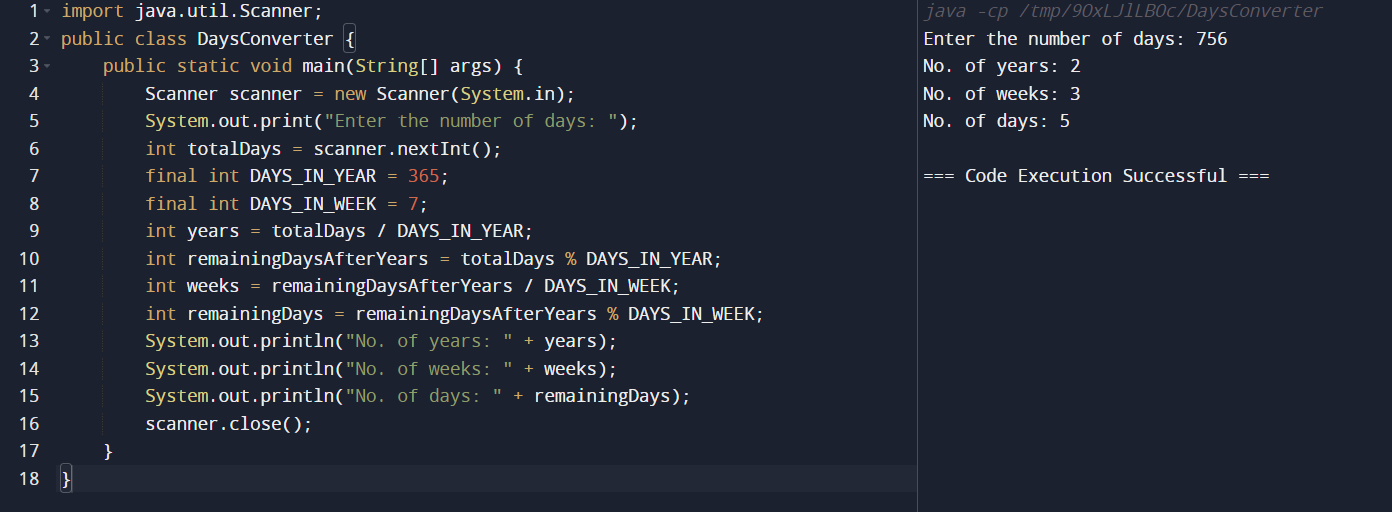 1 import java.util.Scanner;
2 public class DaysConverter {
3     public static void main(String[] args) {
4         Scanner scanner = new Scanner(System.in);
5         System.out.print("Enter the number of days: ");
6         int totalDays = scanner.nextInt();
7         final int DAYS_IN_YEAR = 365;
8         final int DAYS_IN_WEEK = 7;
9         int years = totalDays / DAYS_IN_YEAR;
10         int remainingDaysAfterYears = totalDays % DAYS_IN_YEAR;
11         int weeks = remainingDaysAfterYears / DAYS_IN_WEEK;
12         int remainingDays = remainingDaysAfterYears % DAYS_IN_WEEK;
13         System.out.println("No. of years: " + years);
14         System.out.println("No. of weeks: " + weeks);
15         System.out.println("No. of days: " + remainingDays);
16         scanner.close();
17     }
18 }
java -cp /tmp/9OxLJlLBOc/DaysConverter
Enter the number of days: 756
No. of years: 2
No. of weeks: 3
No. of days: 5
=== Code Execution Successful ===